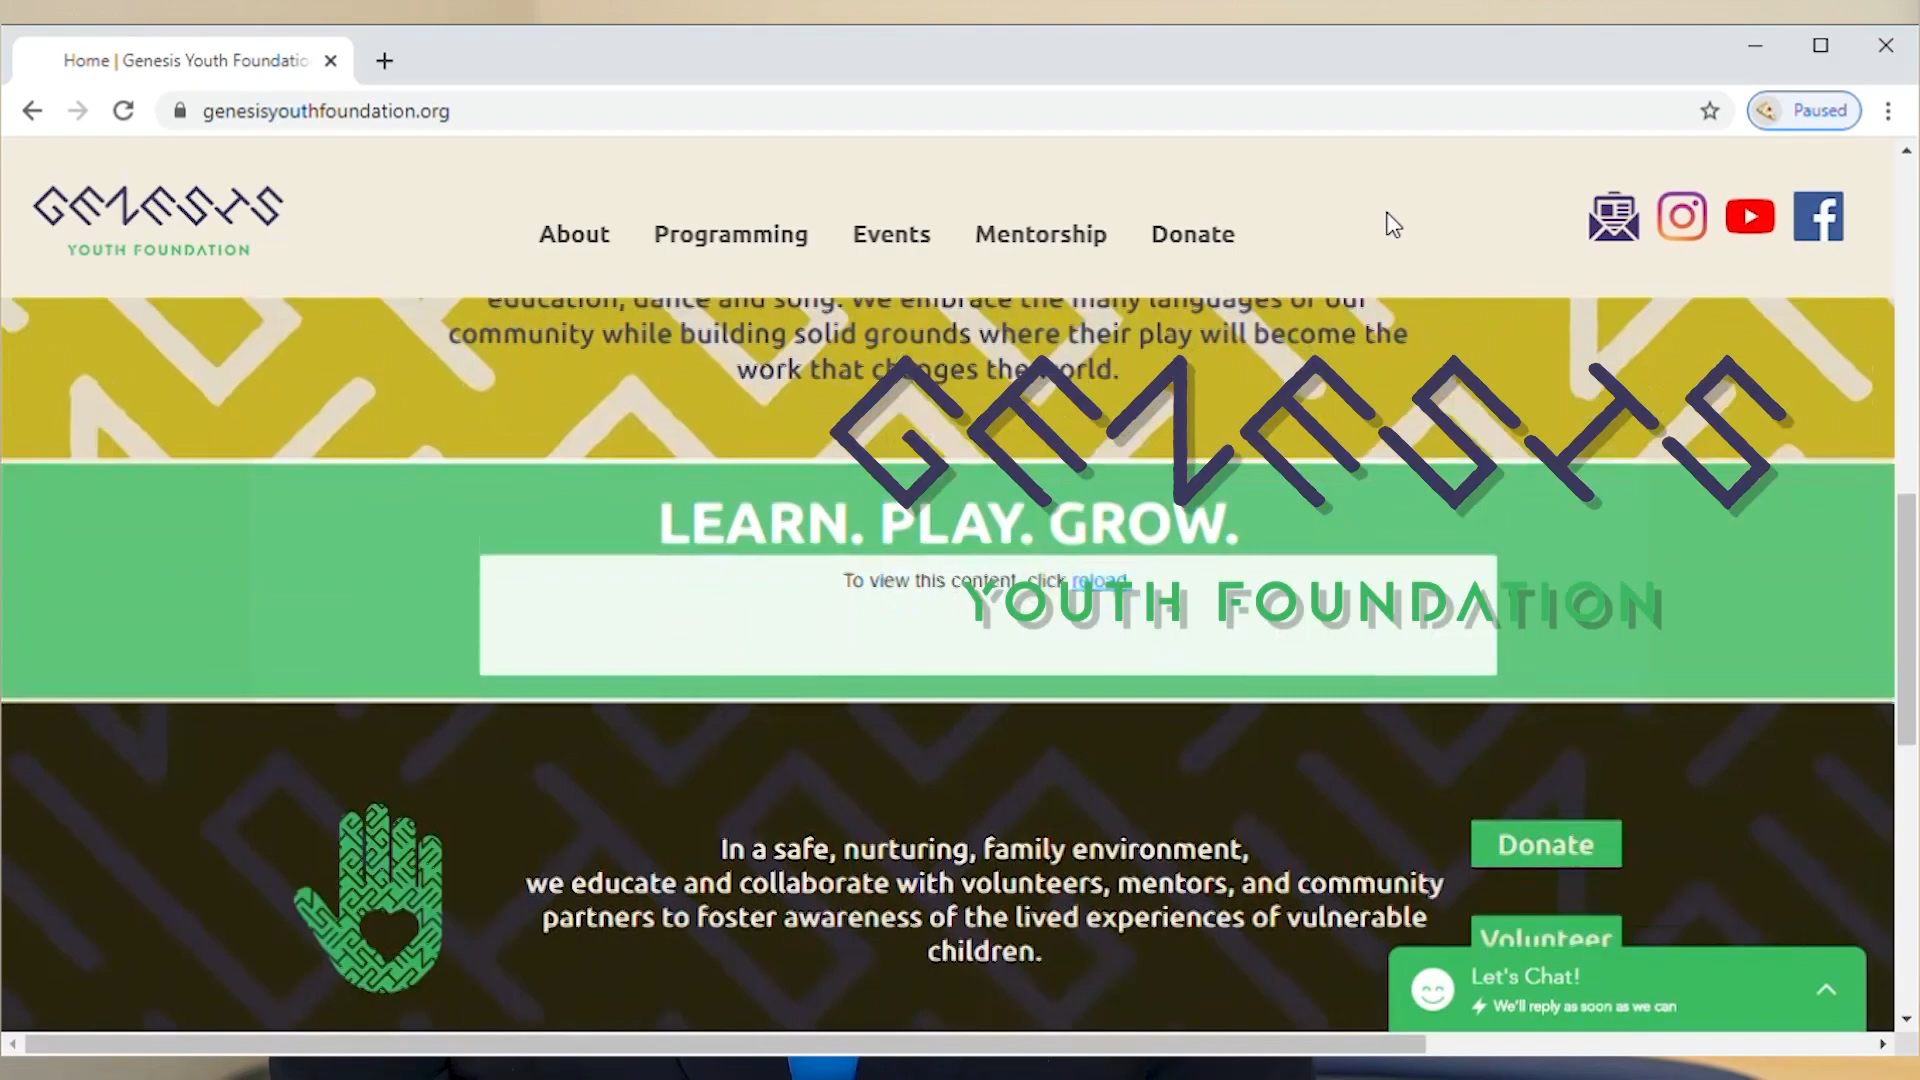 Home | Genesis Youth Foundatio
genesisyouthfoundation.org
Paused
GENESIS
YOUTH FOUNDATION
About Programming Events Mentorship Donate
education, dance and song. We embrace the many languages of our
community while building solid grounds where their play will become the
work that changes the world.
GENESIS
LEARN. PLAY. GROW.
To view this content, click reload.
YOUTH FOUNDATION
In a safe, nurturing, family environment,
we educate and collaborate with volunteers, mentors, and community
partners to foster awareness of the lived experiences of vulnerable
children.
Donate
Volunteer
Let's Chat!
We'll reply as soon as we can